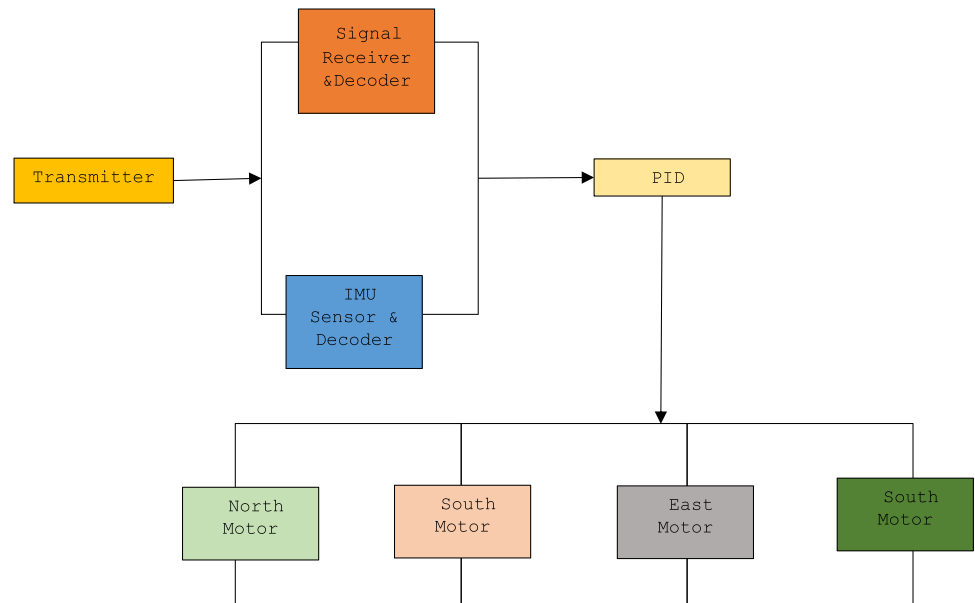 Signal
Receiver
&Decoder
Transmitter
PID
IMU
Sensor &
Decoder
North
Motor
South
Motor
East
Motor
South
Motor